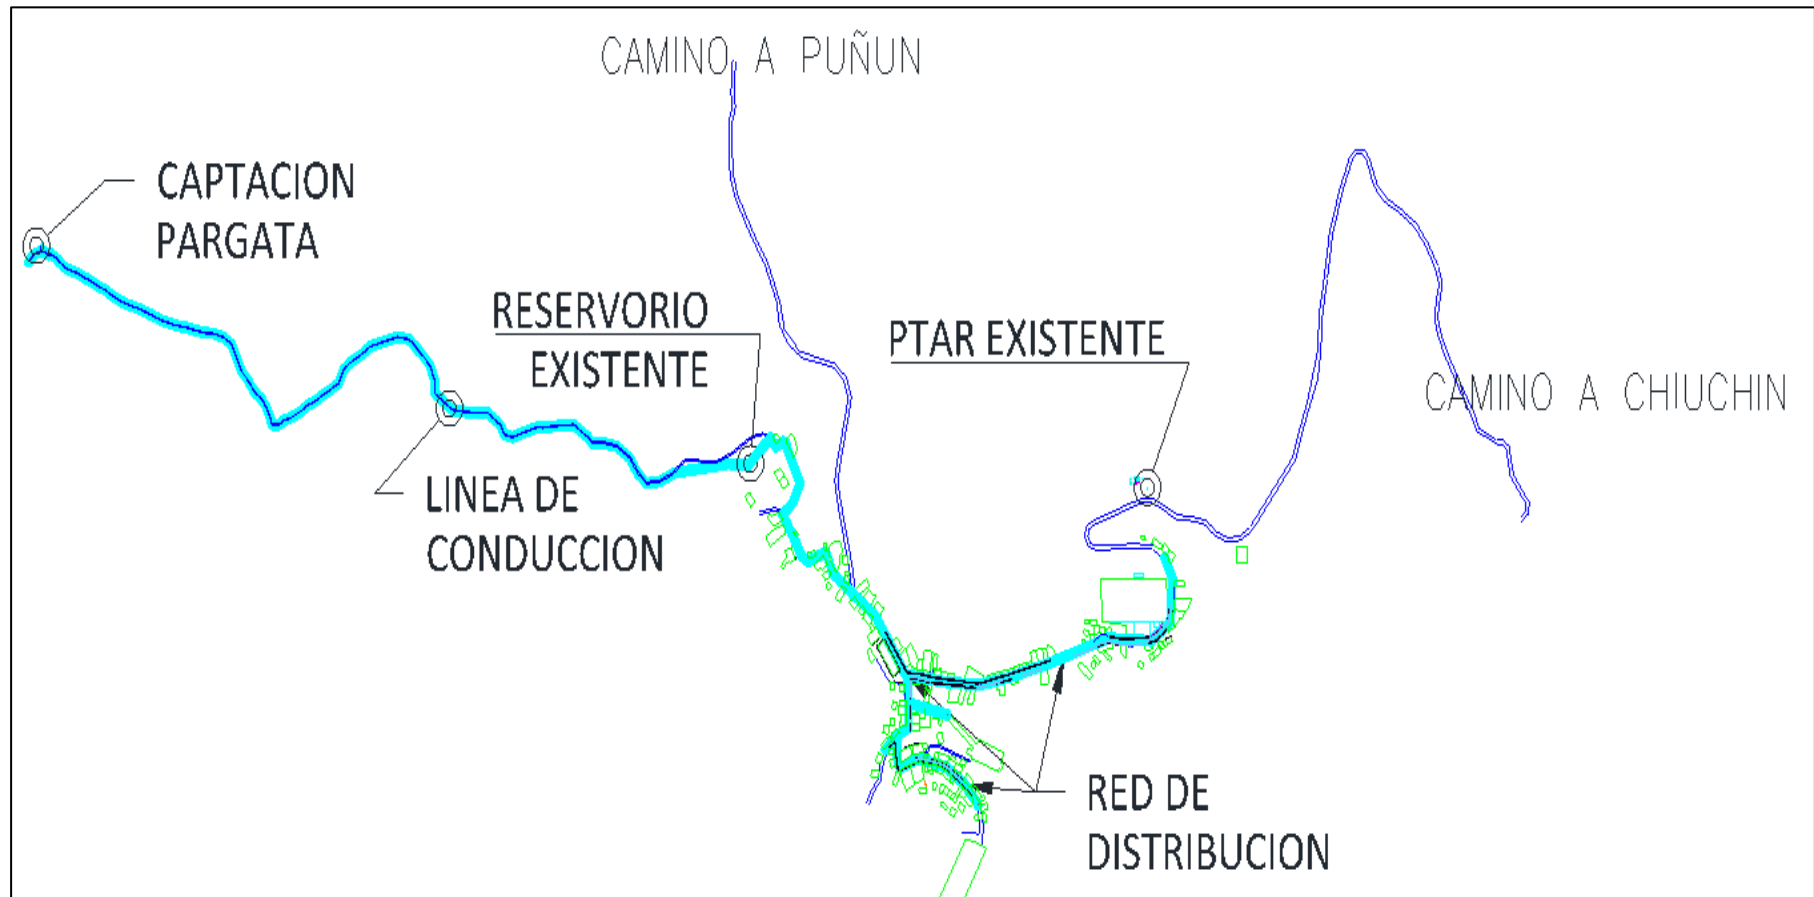 CAMINO A PUÑUN
CAPTACION
PARGATA
RESERVORIO
EXISTENTE
PTAR EXISTENTE
CAMINO A CHIUCHIN
LINEA DE
CONDUCCION
RED DE
DISTRIBUCION